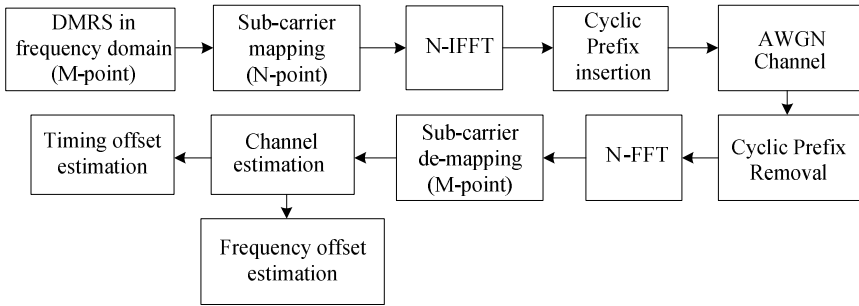 DMRS in
frequency domain
(M-point)
Sub-carrier
mapping
(N-point)
N-IFFT
Cyclic
Prefix
insertion
AWGN
Channel
Timing offset
estimation
Channel
estimation
Sub-carrier
de-mapping
(M-point)
N-FFT
Cyclic Prefix
Removal
Frequency offset
estimation